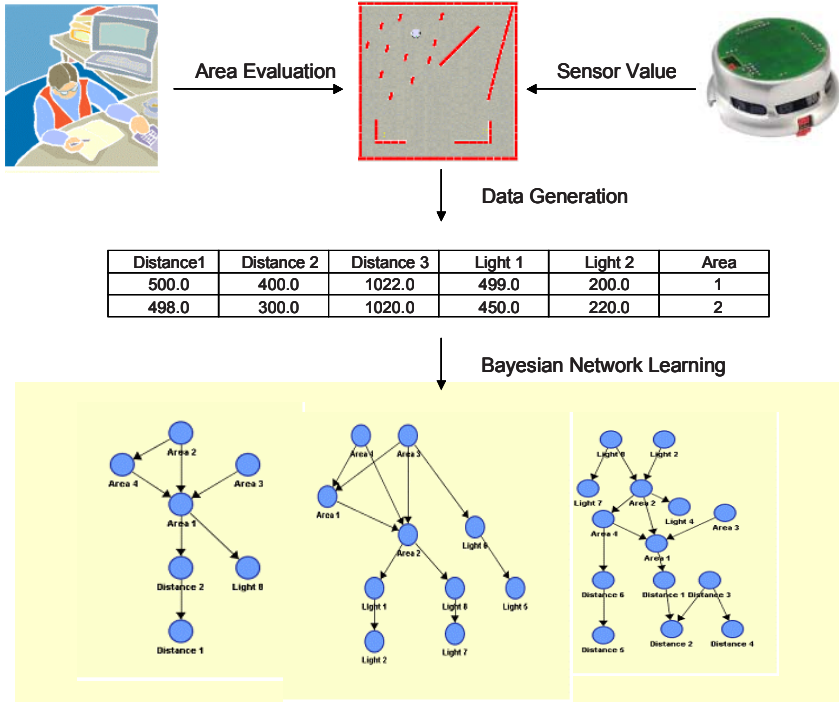 Area Evaluation
Sensor Value
Data Generation
Distance1 Distance 2 Distance 3 Light 1 Light 2 Area
500.0 400.0 1022.0 499.0 200.0 1
498.0 300.0 1020.0 450.0 220.0 2
Bayesian Network Learning
Area 2
Area 4
Area 3
Area 1
Distance 2
Light 8
Distance 1
Area 4
Area 3
Area 1
Light 6
Area 2
Light 1
Light 8
Light 5
Light 2
Light 7
Light 8
Light 2
Light 7
Area 2
Light 4
Area 4
Area 3
Area 1
Distance 6
Distance 1
Distance 3
Distance 5
Distance 2
Distance 4